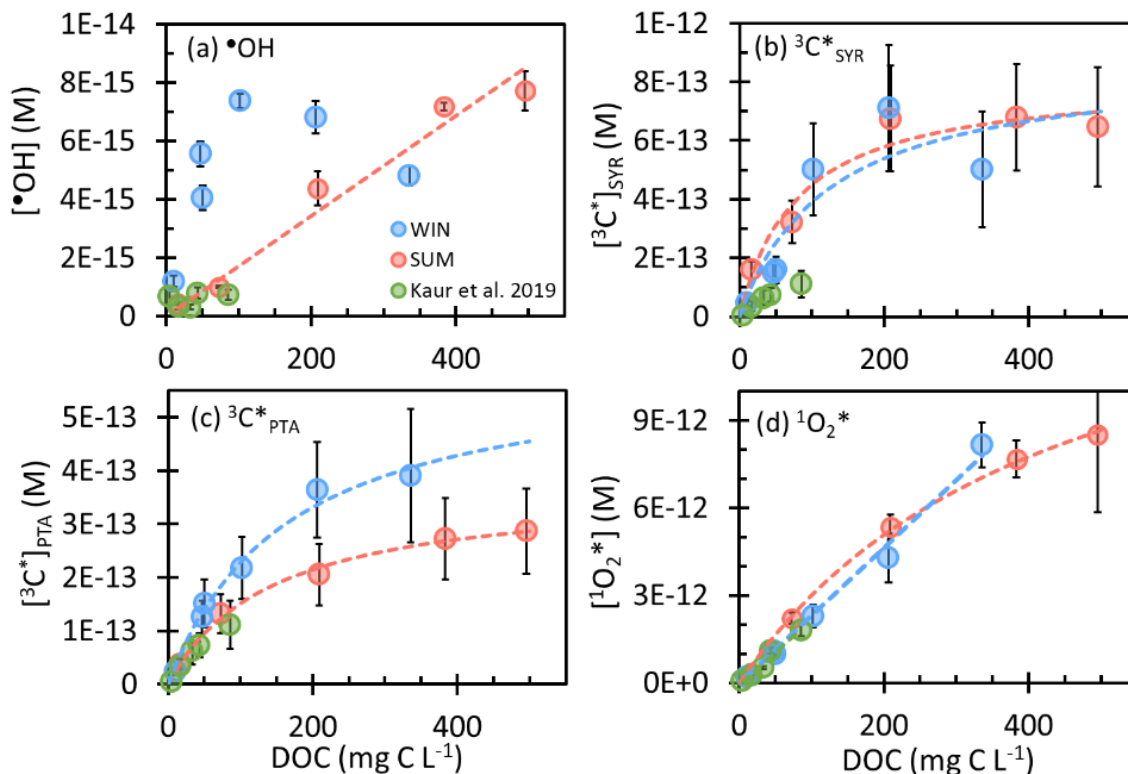 (a) •OH
[•OH] (M)
1E-14
8E-15
6E-15
4E-15
2E-15
0
0 200 400
WIN
SUM
Kaur et al. 2019
(b) ³C*SYR
[³C*]SYR (M)
1E-12
8E-13
6E-13
4E-13
2E-13
0
0 200 400
(c) ³C*PTA
[³C*]PTA (M)
5E-13
4E-13
3E-13
2E-13
1E-13
0
0 200 400
DOC (mg C L⁻¹)
(d) ¹O₂*
[¹O₂*] (M)
9E-12
6E-12
3E-12
0E+0
0 200 400
DOC (mg C L⁻¹)